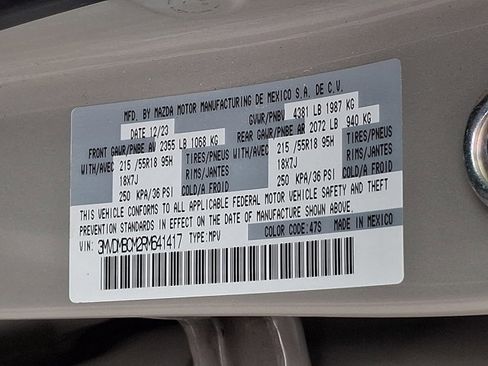 MFD. BY MAZDA MOTOR MANUFACTURING DE MEXICO S.A. DE C.V.
DATE 12/23 GVWR/PNBV 4381 LB 1987 KG
FRONT GAWR/PNBE AV 2355 LB 1068 KG REAR GAWR/PNBE AR 2072 LB 940 KG
WITH/AVEC 215 /55R18 95H TIRES/PNEUS WITH/AVEC 215 /55R18 95H TIRES/PNEUS
18X7J RIMS/JANTES 18X7J RIMS/JANTES
250 KPA/36 PSI COLD/A FROID 250 KPA/36 PSI COLD/A FROID
THIS VEHICLE CONFORMS TO ALL APPLICABLE FEDERAL MOTOR VEHICLE SAFETY AND THEFT
PREVENTION STANDARDS IN EFFECT ON THE DATE OF MANUFACTURE SHOWN ABOVE.
COLOR CODE:47S MADE IN MEXICO
VIN: 3MVDMBCM2RM641417 TYPE:MPV